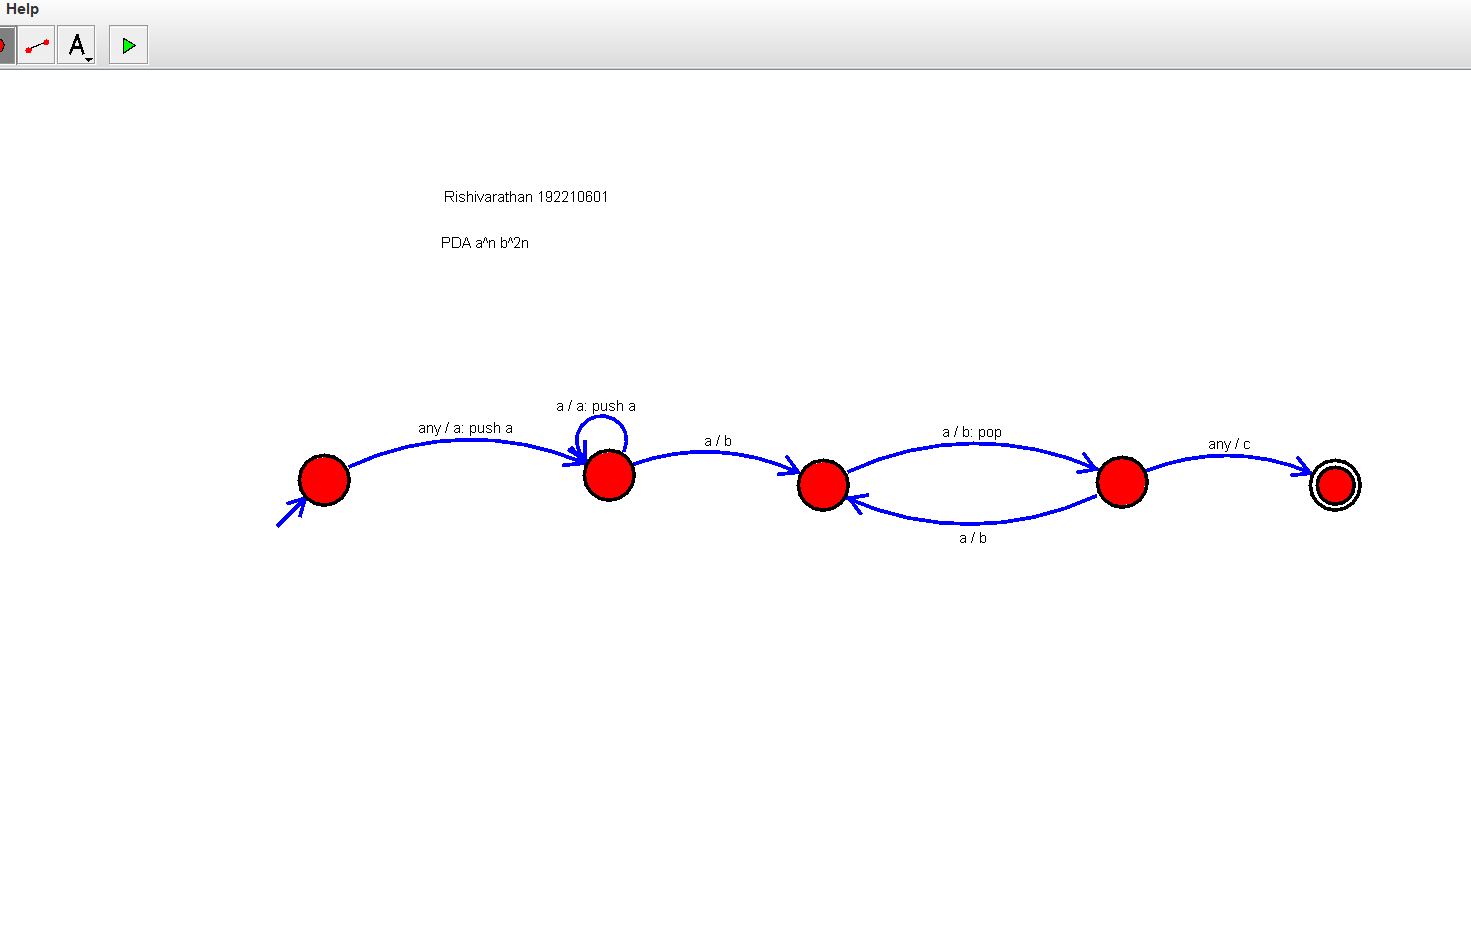 Help
A
Rishivarathan 192210601
PDA a^n b^2n
a / a: push a
any / a: push a
a / b
a / b: pop
any / c
a / b